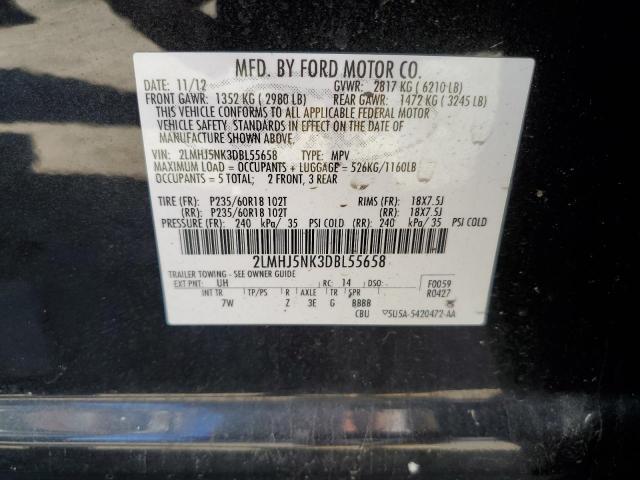 MFD. BY FORD MOTOR CO.
DATE: 11/12 GVWR: 2817 KG ( 6210 LB)
FRONT GAWR: 1352 KG ( 2980 LB) REAR GAWR: 1472 KG ( 3245 LB)
THIS VEHICLE CONFORMS TO ALL APPLICABLE FEDERAL MOTOR
VEHICLE SAFETY STANDARDS IN EFFECT ON THE DATE OF
MANUFACTURE SHOWN ABOVE.
VIN: 2LMHJ5NK3DBL55658 TYPE: MPV
MAXIMUM LOAD = OCCUPANTS + LUGGAGE = 526KG/1160LB
OCCUPANTS = 5 TOTAL; 2 FRONT, 3 REAR
TIRE (FR): P235/60R18 102T RIMS (FR): 18X7.5J
(RR): P235/60R18 102T (RR): 18X7.5J
PRESSURE (FR): 240 kPa/ 35 PSI COLD (RR): 240 kPa/ 35 PSI COLD
2LMHJ5NK3DBL55658
TRAILER TOWING - SEE OWNER GUIDE
EXT PNT: UH RC: 14 DSO: F0059
INT TR TP/PS R AXLE TR SPR R0427
7W Z 3E G BBBB
CBU ▽5U5A-5420472-AA